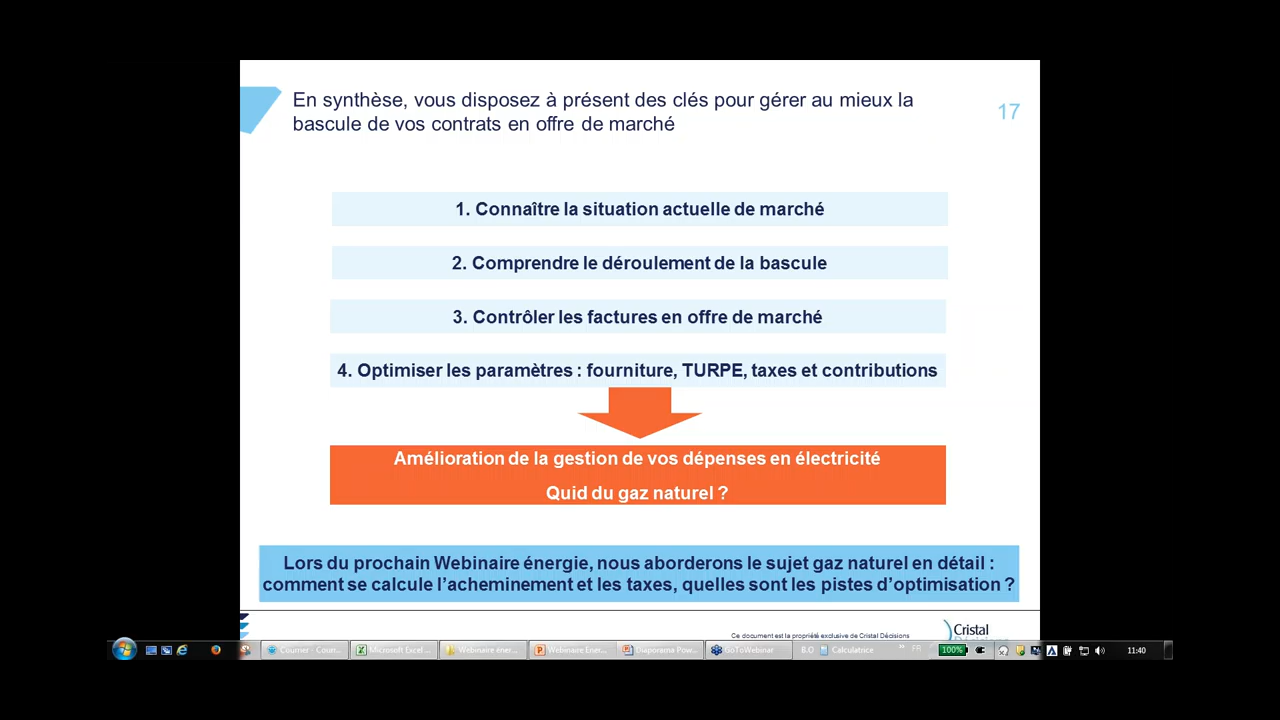 En synthèse, vous disposez à présent des clés pour gérer au mieux la
bascule de vos contrats en offre de marché
17
1. Connaître la situation actuelle de marché
2. Comprendre le déroulement de la bascule
3. Contrôler les factures en offre de marché
4. Optimiser les paramètres : fourniture, TURPE, taxes et contributions
Amélioration de la gestion de vos dépenses en électricité
Quid du gaz naturel ?
Lors du prochain Webinaire énergie, nous aborderons le sujet gaz naturel en détail :
comment se calcule l'acheminement et les taxes, quelles sont les pistes d'optimisation ?
Ce document est la propriété exclusive de Cristal Décisions
Cristal
Courrier - Courr...
Microsoft Excel ...
Webinaire éner...
Webinaire Ener...
Diaporama Pow...
GoToWebinar
B.O
Calculatrice
FR
100%
11:40